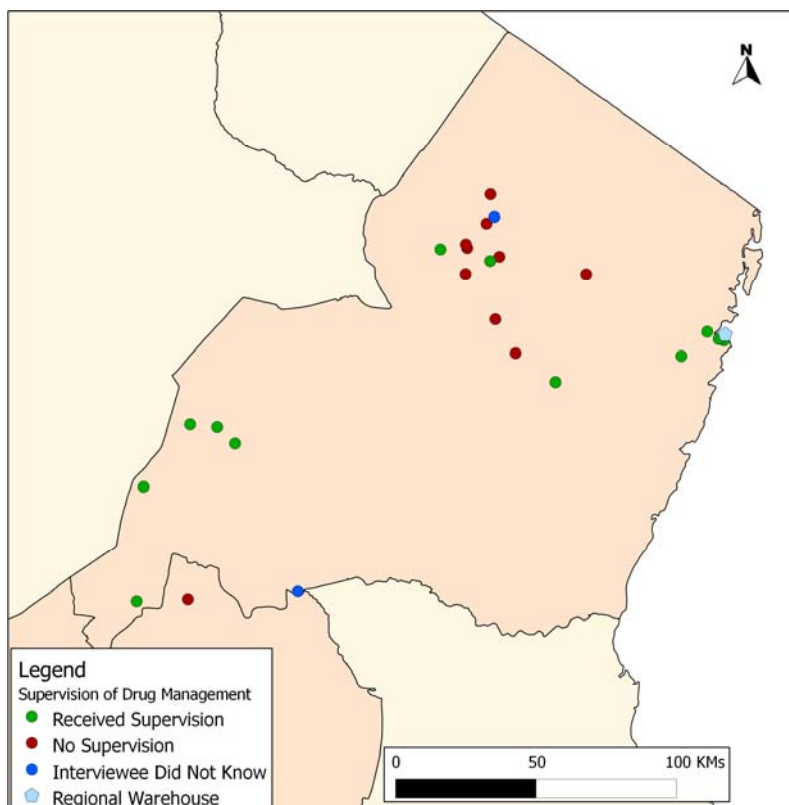 N
Legend
Supervision of Drug Management
Received Supervision
No Supervision
Interviewee Did Not Know
Regional Warehouse
0 50 100 KMs